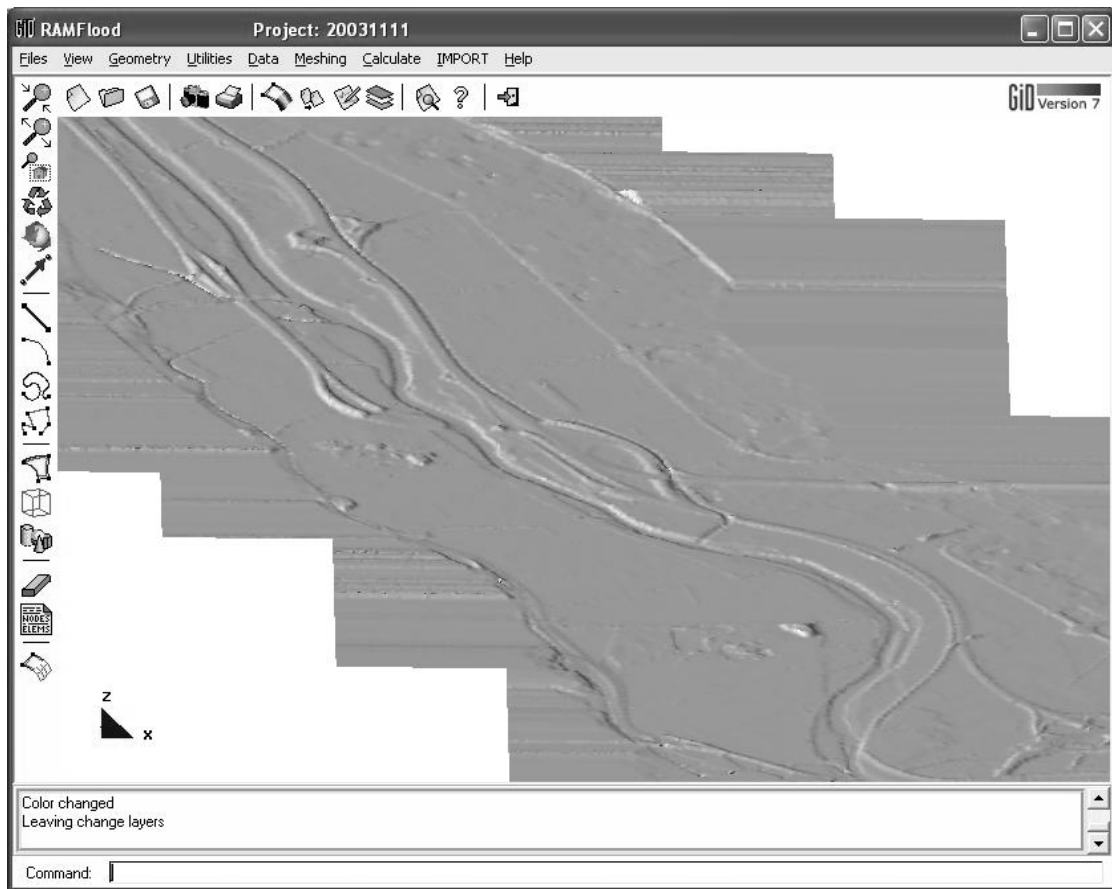 GiD RAMFlood Project: 20031111
Files View Geometry Utilities Data Meshing Calculate IMPORT Help
GiD Version 7
NODES
ELEMS
z
x
Color changed
Leaving change layers
Command: